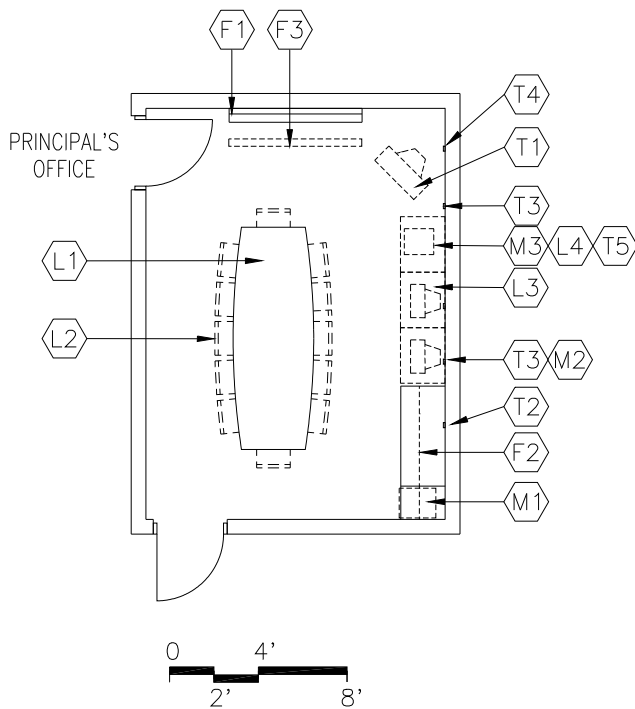 F1 F3
T4
PRINCIPAL'S
OFFICE
T1
T3
L1
M3 L4 T5
L3
L2
T3 M2
T2
F2
M1
0 4'
2' 8'